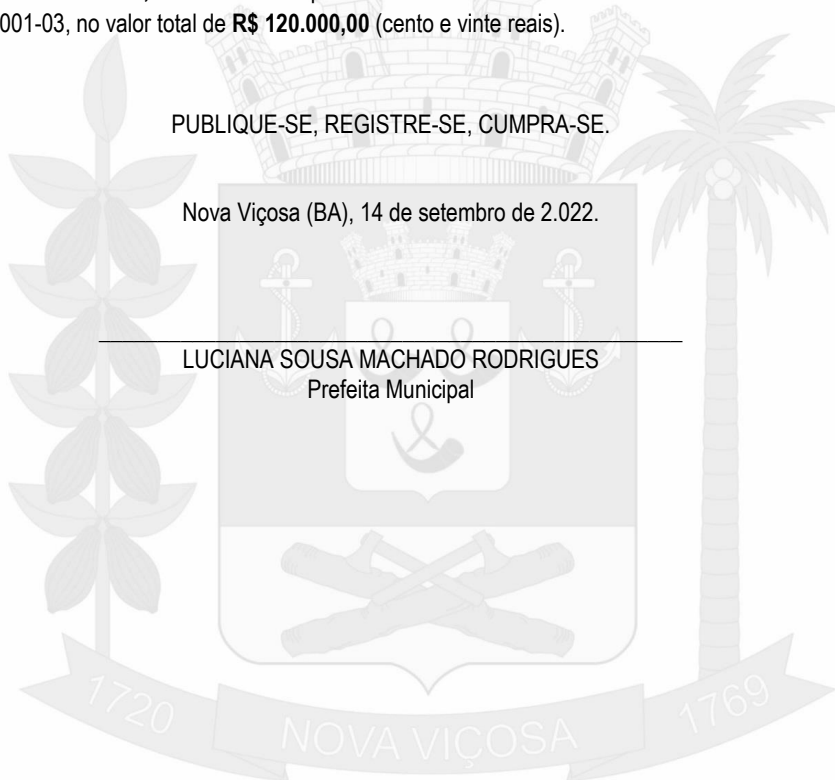 001-03, no valor total de R$ 120.000,00 (cento e vinte reais).
PUBLIQUE-SE, REGISTRE-SE, CUMPRA-SE.
Nova Viçosa (BA), 14 de setembro de 2.022.
LUCIANA SOUSA MACHADO RODRIGUES
Prefeita Municipal
1720
NOVA VIÇOSA
1769